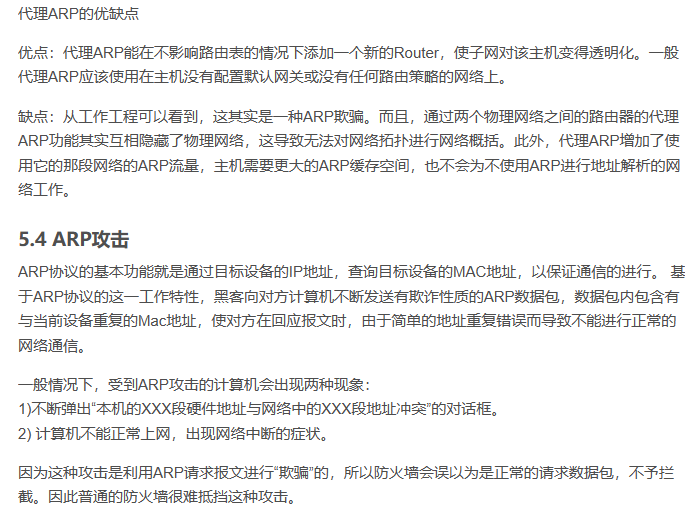 代理ARP的优缺点
优点：代理ARP能在不影响路由表的情况下添加一个新的Router，使子网对该主机变得透明化。一般
代理ARP应该使用在主机没有配置默认网关或没有任何路由策略的网络上。
缺点：从工作工程可以看到，这其实是一种ARP欺骗。而且，通过两个物理网络之间的路由器的代理
ARP功能其实互相隐藏了物理网络，这导致无法对网络拓扑进行网络概括。此外，代理ARP增加了使
用它的那段网络的ARP流量，主机需要更大的ARP缓存空间，也不会为不使用ARP进行地址解析的网
络工作。
5.4 ARP攻击
ARP协议的基本功能就是通过目标设备的IP地址，查询目标设备的MAC地址，以保证通信的进行。 基
于ARP协议的这一工作特性，黑客向对方计算机不断发送有欺诈性质的ARP数据包，数据包内包含有
与当前设备重复的Mac地址，使对方在回应报文时，由于简单的地址重复错误而导致不能进行正常的
网络通信。
一般情况下，受到ARP攻击的计算机会出现两种现象：
1)不断弹出“本机的XXX段硬件地址与网络中的XXX段地址冲突”的对话框。
2) 计算机不能正常上网，出现网络中断的症状。
因为这种攻击是利用ARP请求报文进行“欺骗”的，所以防火墙会误以为是正常的请求数据包，不予拦
截。因此普通的防火墙很难抵挡这种攻击。